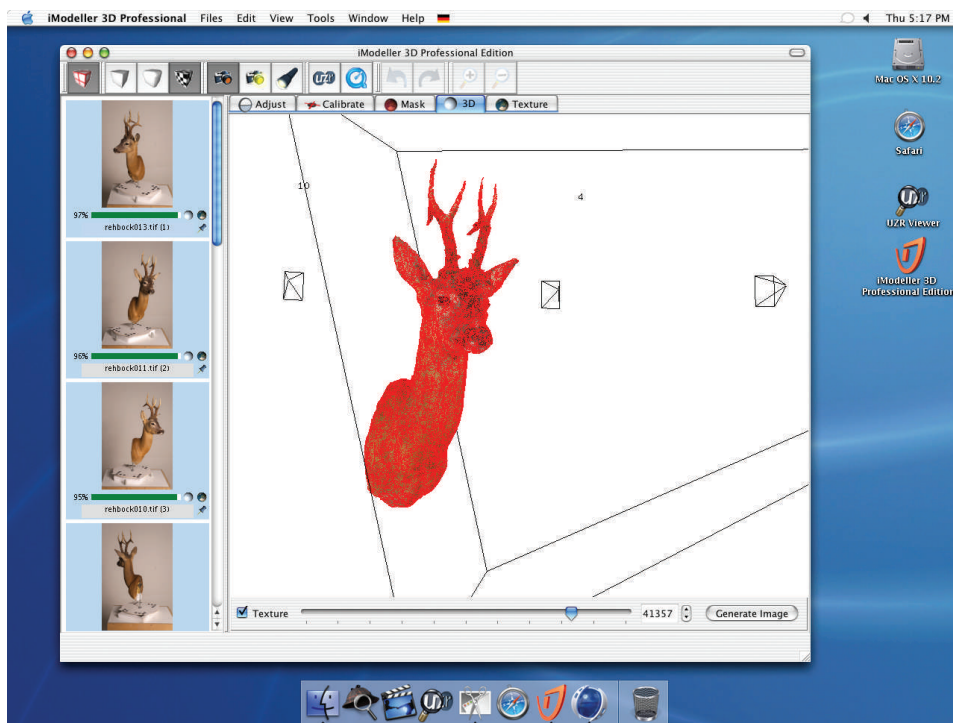 iModeller 3D Professional Files Edit View Tools Window Help Thu 5:17 PM
iModeller 3D Professional Edition
UZR
Adjust Calibrate Mask 3D Texture
10
4
97%
rehbock013.tif (1)
96%
rehbock011.tif (2)
95%
rehbock010.tif (3)
Texture 41357 Generate Image
Mac OS X 10.2
Safari
UZR Viewer
iModeller 3D
Professional Edition